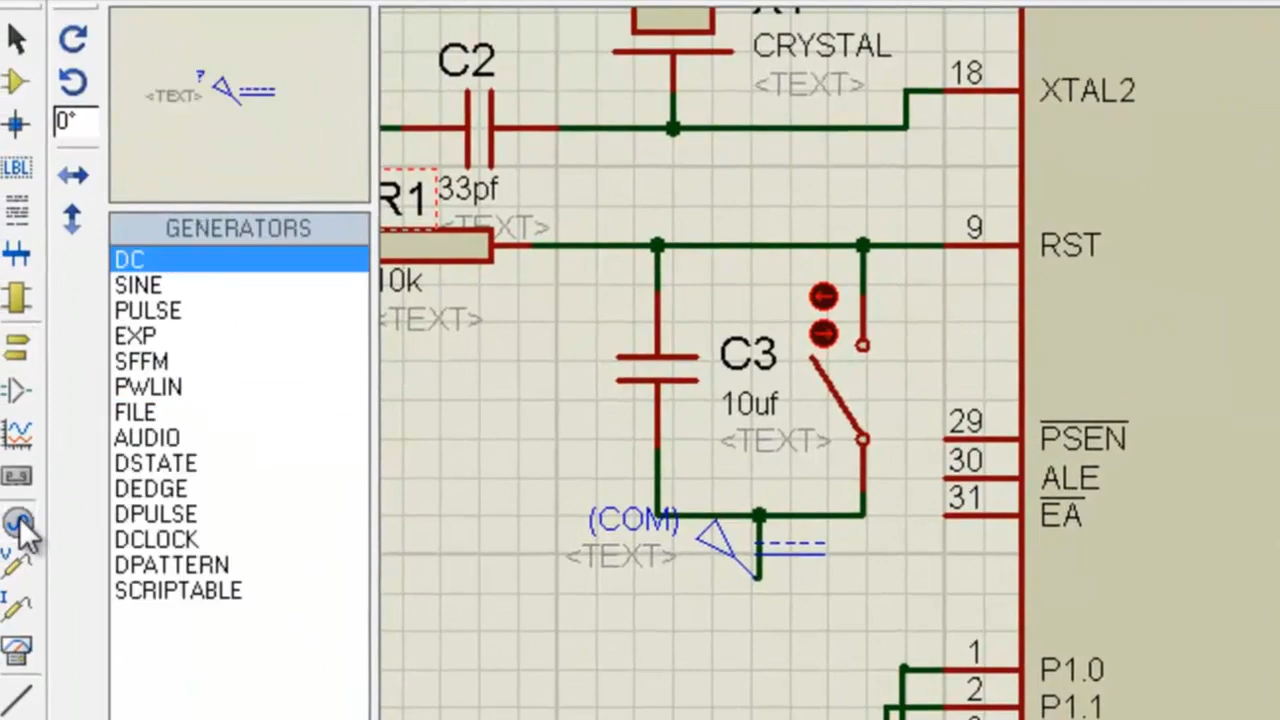 C2
CRYSTAL
<TEXT>
18
XTAL2
0°
? <TEXT>
LBL
R1
33pf
<TEXT>
GENERATORS
9
RST
DC
SINE
PULSE
EXP
SFFM
PWLIN
FILE
AUDIO
DSTATE
DEDGE
DPULSE
DCLOCK
DPATTERN
SCRIPTABLE
10k
<TEXT>
C3
10uf
<TEXT>
29
PSEN
30
ALE
31
EA
(COM)
<TEXT>
V
I
1
P1.0
2
P1.1